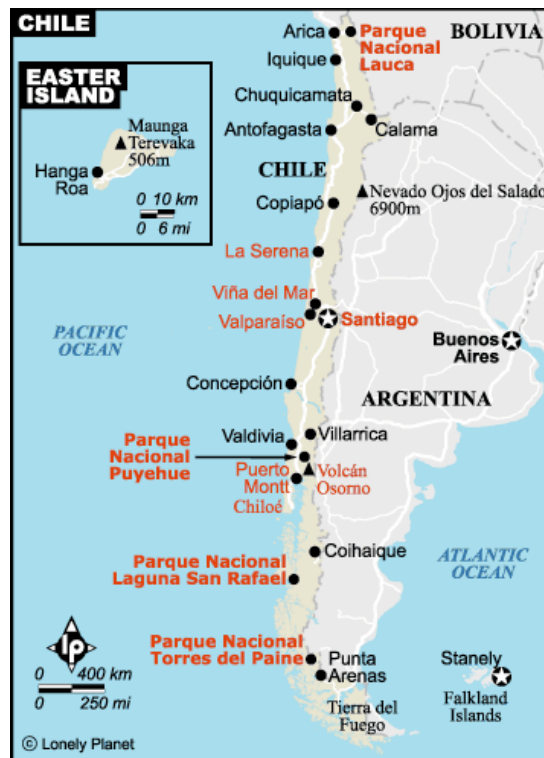 CHILE
EASTER
ISLAND
Maunga
Terevaka
506m
Hanga
Roa
0 10 km
0 6 mi
Arica
Parque
Nacional
Lauca
BOLIVIA
Iquique
Chuquicamata
Calama
Antofagasta
CHILE
Nevado Ojos del Salado
6900m
Copiapó
La Serena
Viña del Mar
Valparaíso
Santiago
PACIFIC
OCEAN
Buenos
Aires
Concepción
ARGENTINA
Valdivia
Villarrica
Parque
Nacional
Puyehue
Puerto
Montt
Volcán
Osorno
Chiloé
Coihaique
ATLANTIC
OCEAN
Parque Nacional
Laguna San Rafael
Parque Nacional
Torres del Paine
Punta
Arenas
Stanely
Falkland
Islands
Tierra del
Fuego
lp
0 400 km
0 250 mi
© Lonely Planet